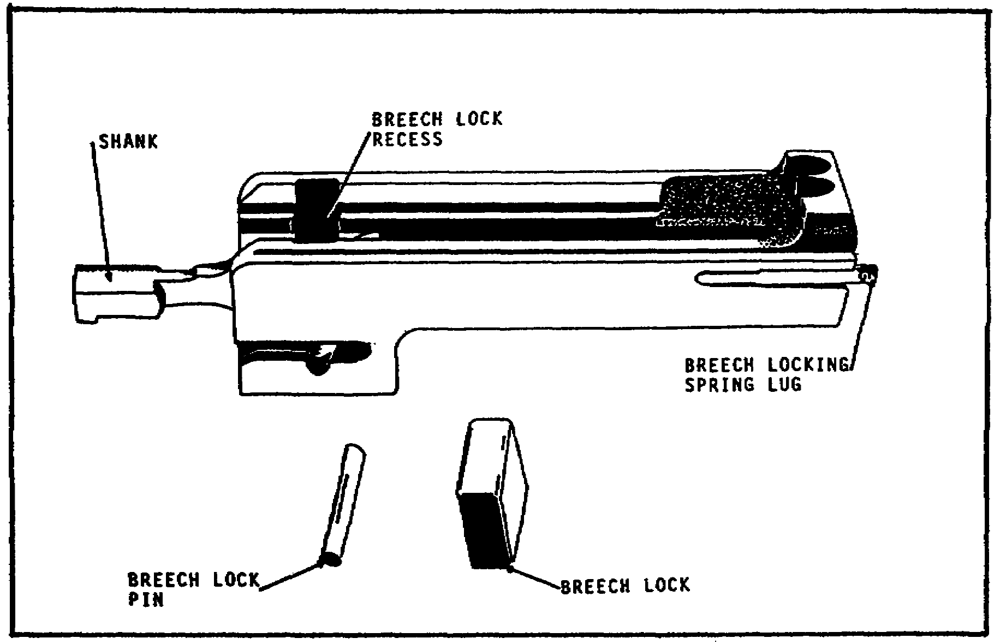 BREECH LOCK
RECESS
SHANK
BREECH LOCKING
SPRING LUG
BREECH LOCK
PIN
BREECH LOCK